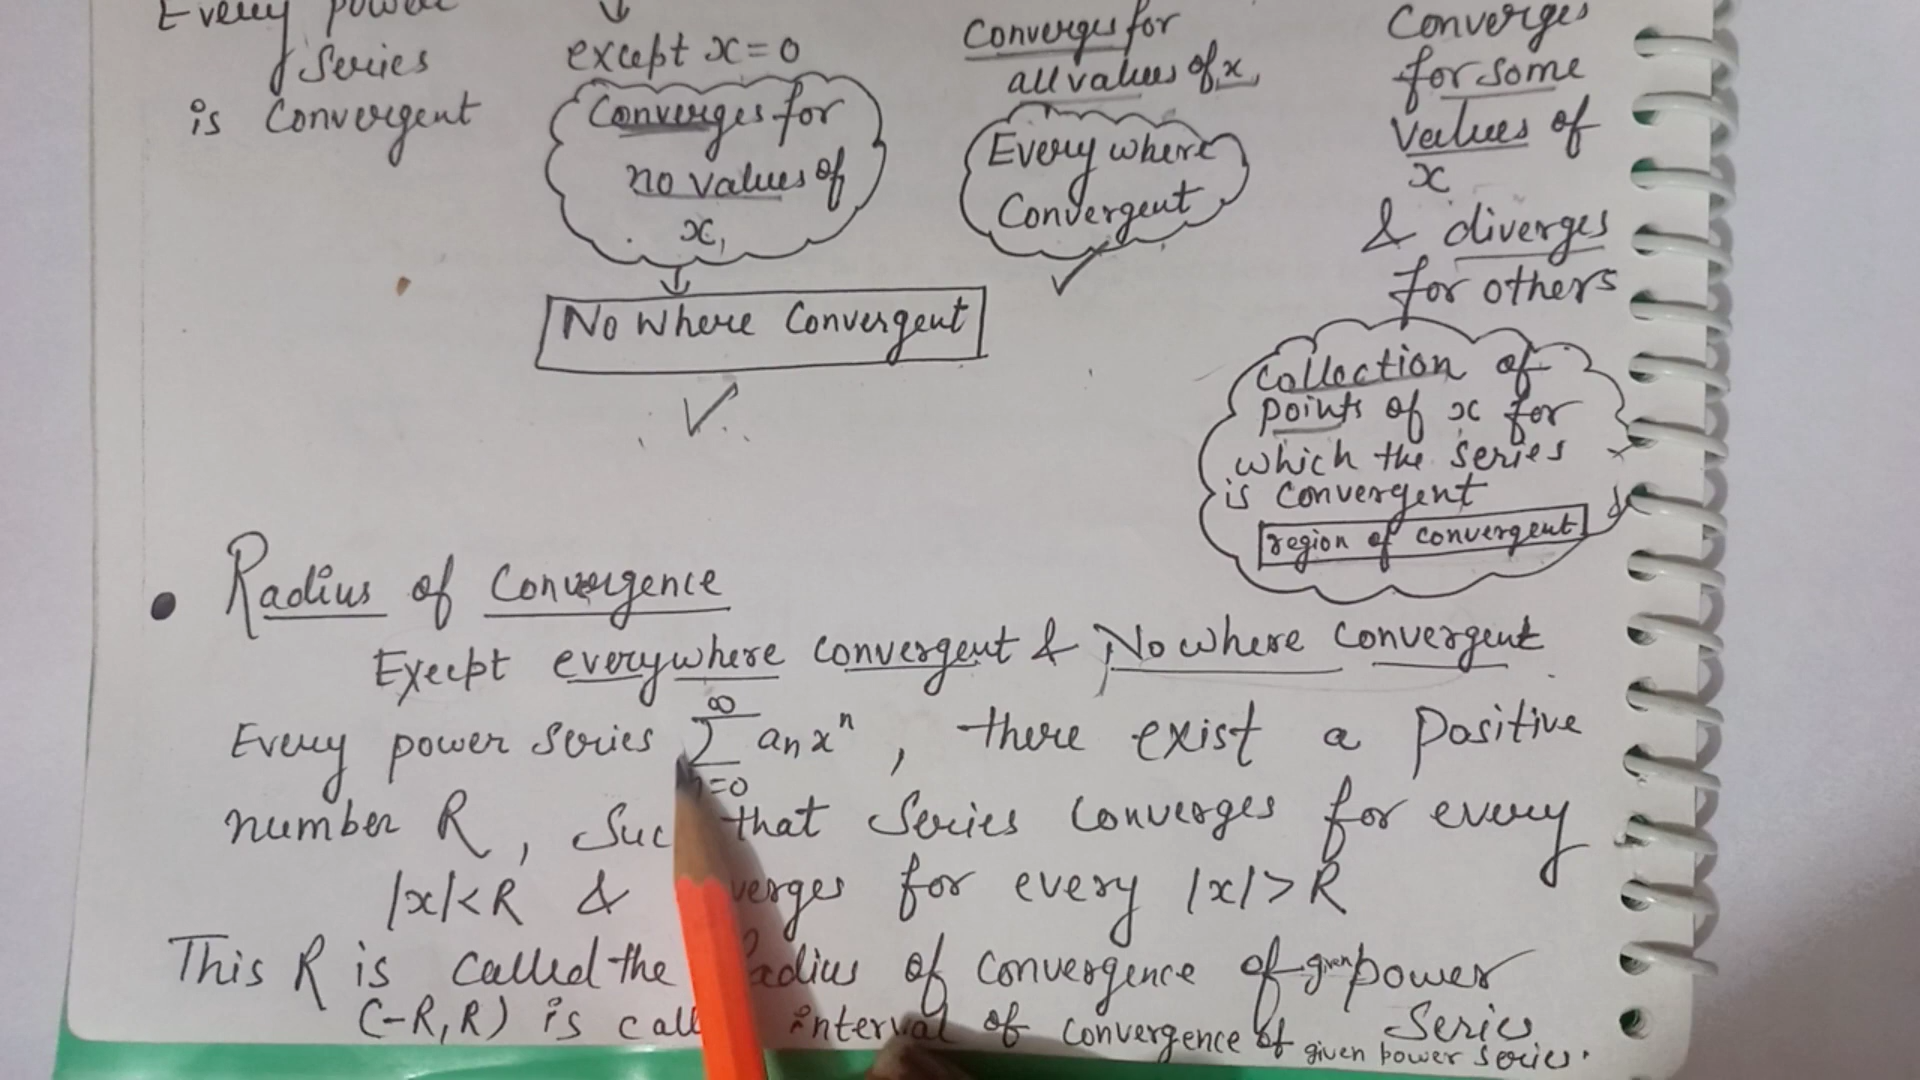 Every power
Series
is Convergent
except x=0
Converges for
no values of
x,
No where Convergent
Converges for
all values of x,
Every where
Convergent
Converges
for some
values of
x
& diverges
for others
Collection of
points of x for
which the series
is convergent
region of convergent
• Radius of Convergence
Except everywhere convergent & No where convergent
Every power series ∑ aₙxⁿ , there exist a positive
∞
n=0
number R, Suc that Series converges for every
|x|<R & verges for every |x|>R
This R is called the Radius of convergence of given power Series
(-R,R) is call interval of convergence of given power series.